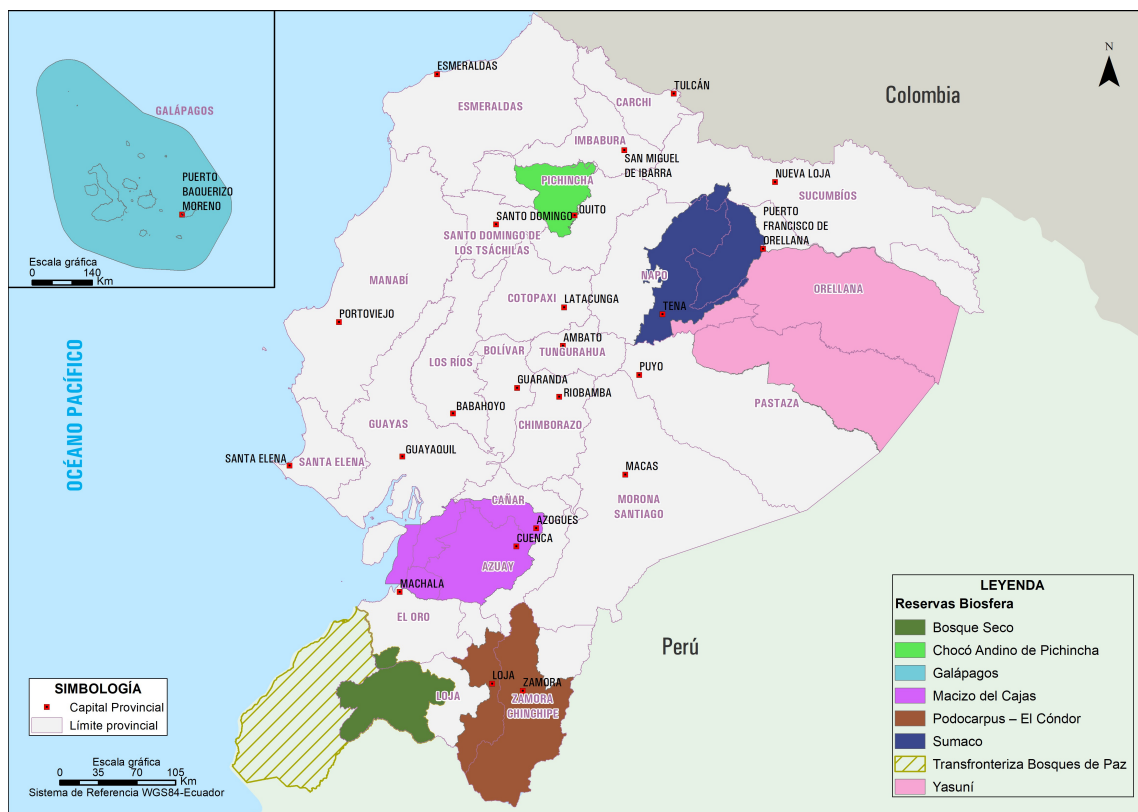 GALÁPAGOS
PUERTO
BAQUERIZO
MORENO
Escala gráfica
0 140
Km
ESMERALDAS
ESMERALDAS
TULCÁN
CARCHI
Colombia
N
IMBABURA
SAN MIGUEL
DE IBARRA
PICHINCHA
NUEVA LOJA
SUCUMBÍOS
QUITO
SANTO DOMINGO
SANTO DOMINGO DE
LOS TSÁCHILAS
PUERTO
FRANCISCO DE
ORELLANA
MANABÍ
NAPO
ORELLANA
COTOPAXI
LATACUNGA
TENA
PORTOVIEJO
AMBATO
TUNGURAHUA
BOLÍVAR
LOS RÍOS
PUYO
GUARANDA
RIOBAMBA
PASTAZA
BABAHOYO
GUAYAS
CHIMBORAZO
OCÉANO PACÍFICO
SANTA ELENA
SANTA ELENA
GUAYAQUIL
MACAS
MORONA
SANTIAGO
CAÑAR
AZOGUES
CUENCA
AZUAY
MACHALA
EL ORO
Perú
LOJA
LOJA
ZAMORA
ZAMORA
GHINGHIPE
SIMBOLOGÍA
Capital Provincial
Límite provincial
Escala gráfica
0 35 70 105
Km
Sistema de Referencia WGS84-Ecuador
LEYENDA
Reservas Biosfera
Bosque Seco
Chocó Andino de Pichincha
Galápagos
Macizo del Cajas
Podocarpus – El Cóndor
Sumaco
Transfronteriza Bosques de Paz
Yasuní